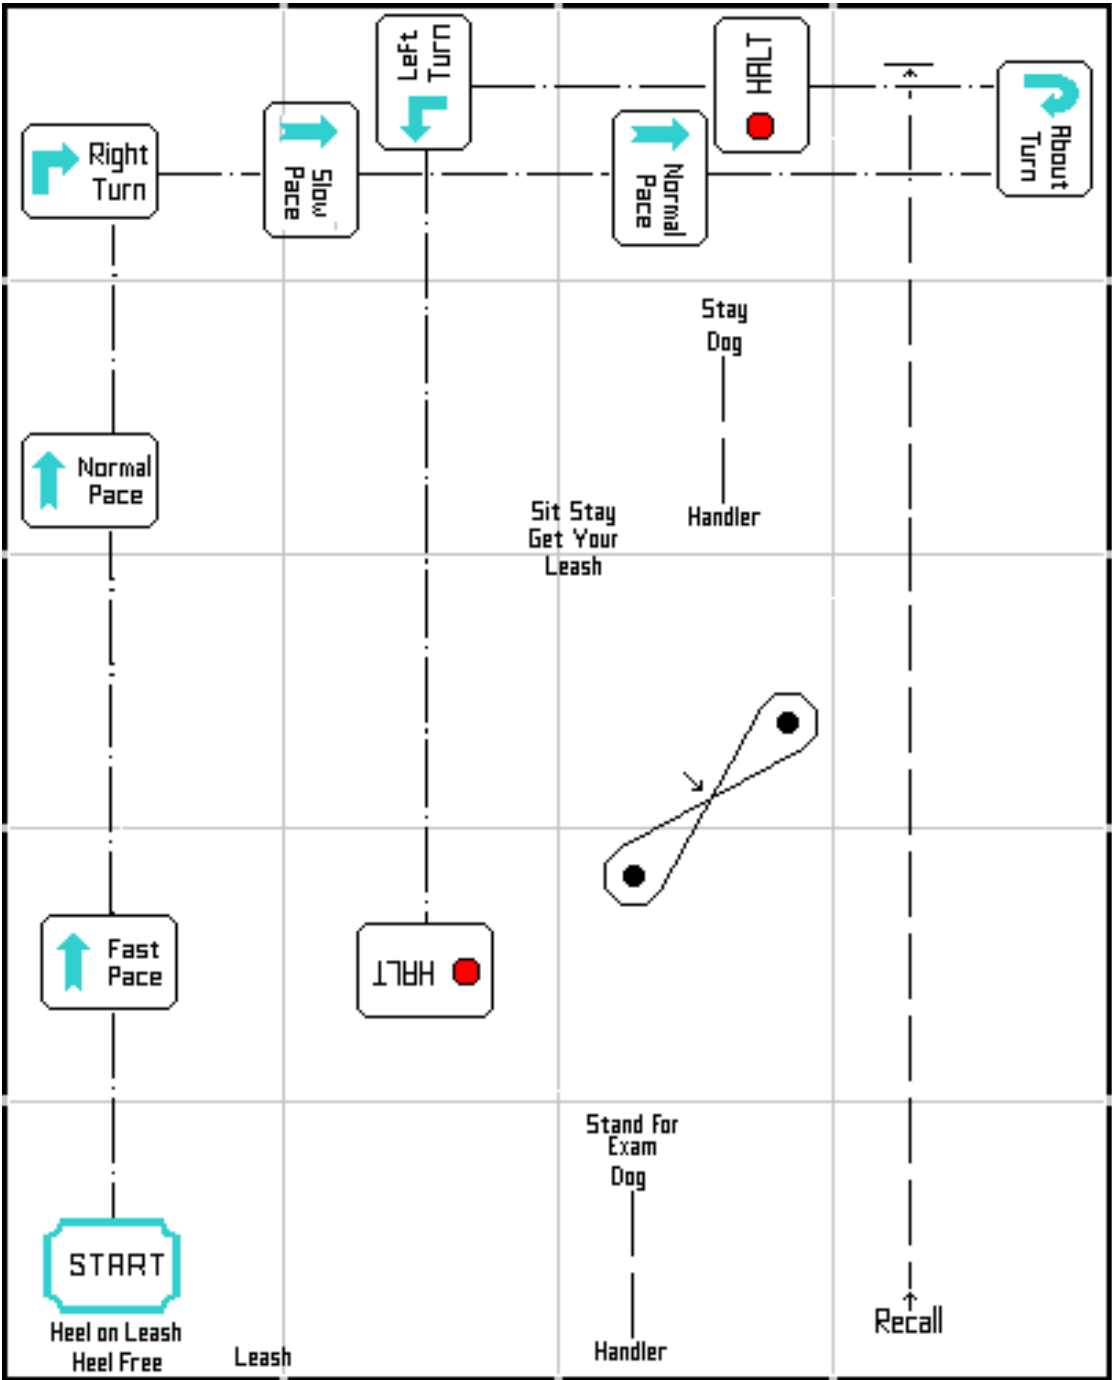 Left
Turn
HALT
About
Turn
Right
Turn
Slow
Pace
Normal
Pace
Stay
Dog
Handler
Normal
Pace
Sit Stay
Get Your
Leash
Fast
Pace
HALT
Stand For
Exam
Dog
Handler
START
Heel on Leash
Heel Free
Leash
Recall